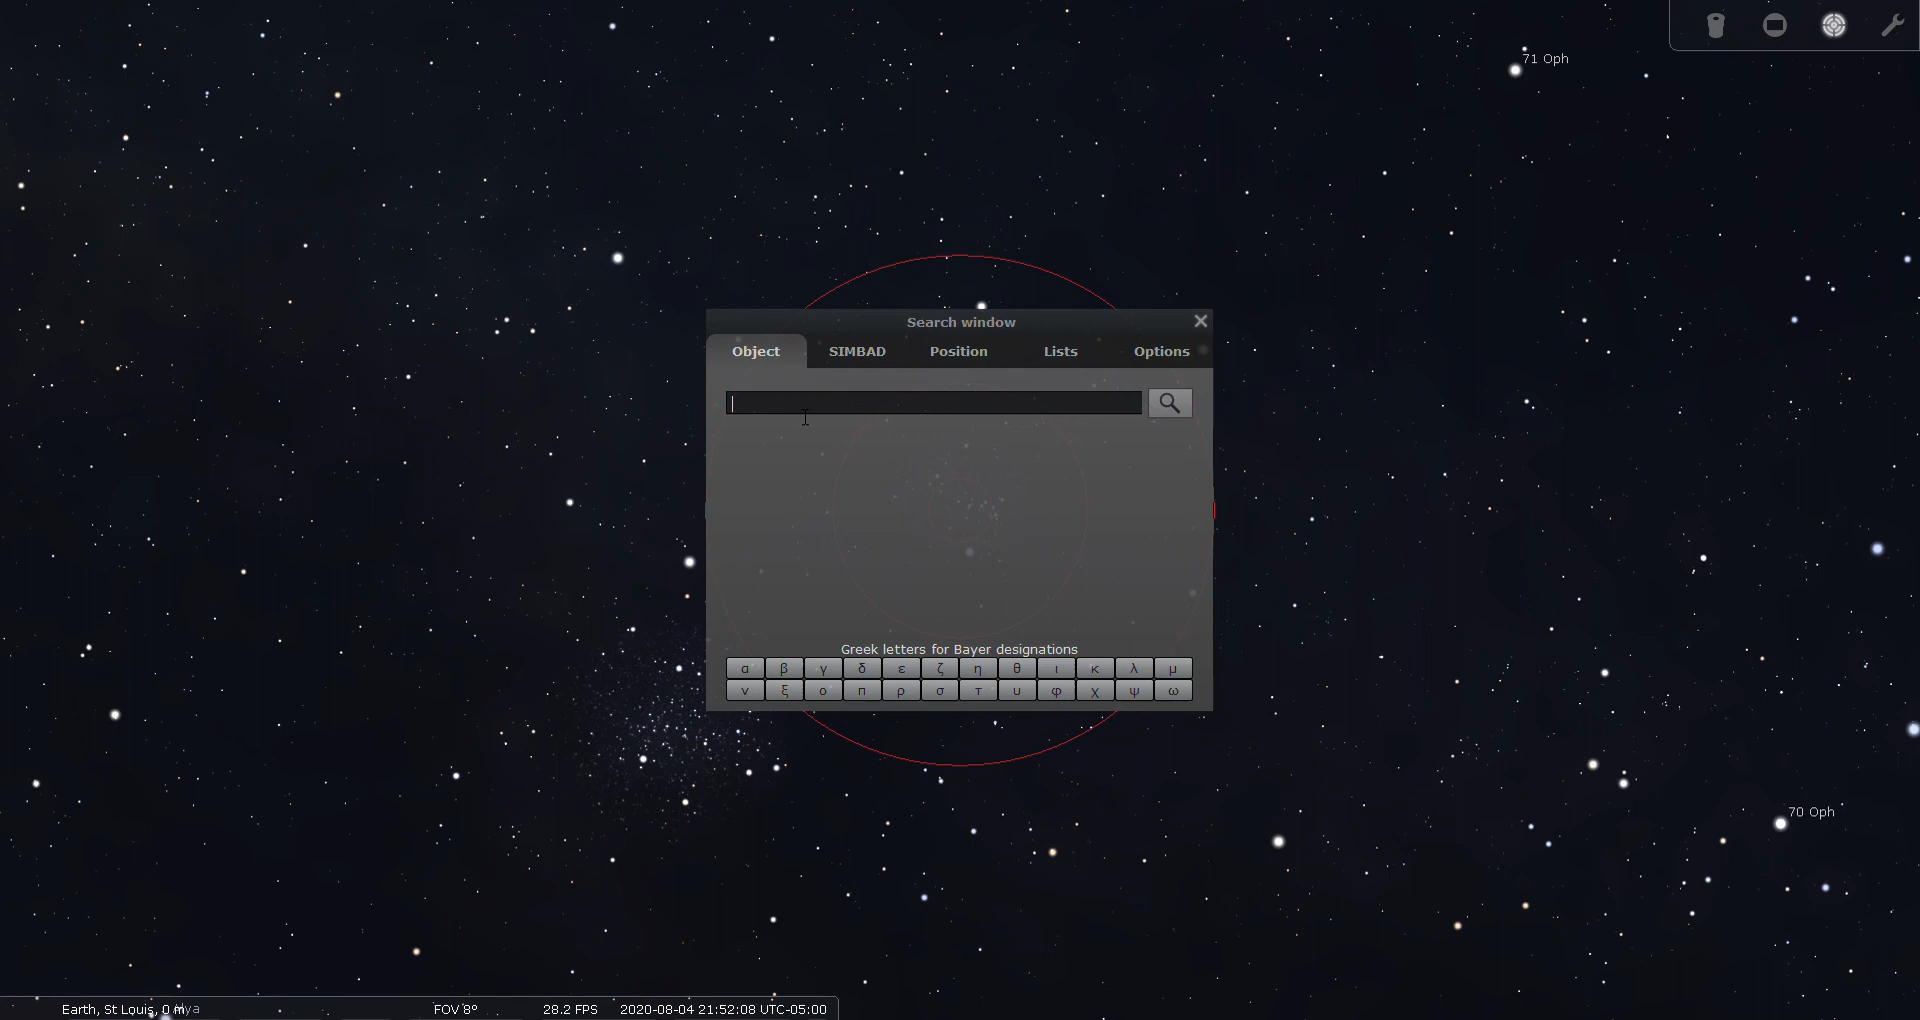 71 Oph
Search window
Object SIMBAD Position Lists Options
Greek letters for Bayer designations
α β γ δ ε ζ η θ ι κ λ μ
ν ξ ο π ρ σ τ υ φ χ ψ ω
70 Oph
Earth, St Louis, 0 m FOV 8° 28.2 FPS 2020-08-04 21:52:08 UTC-05:00